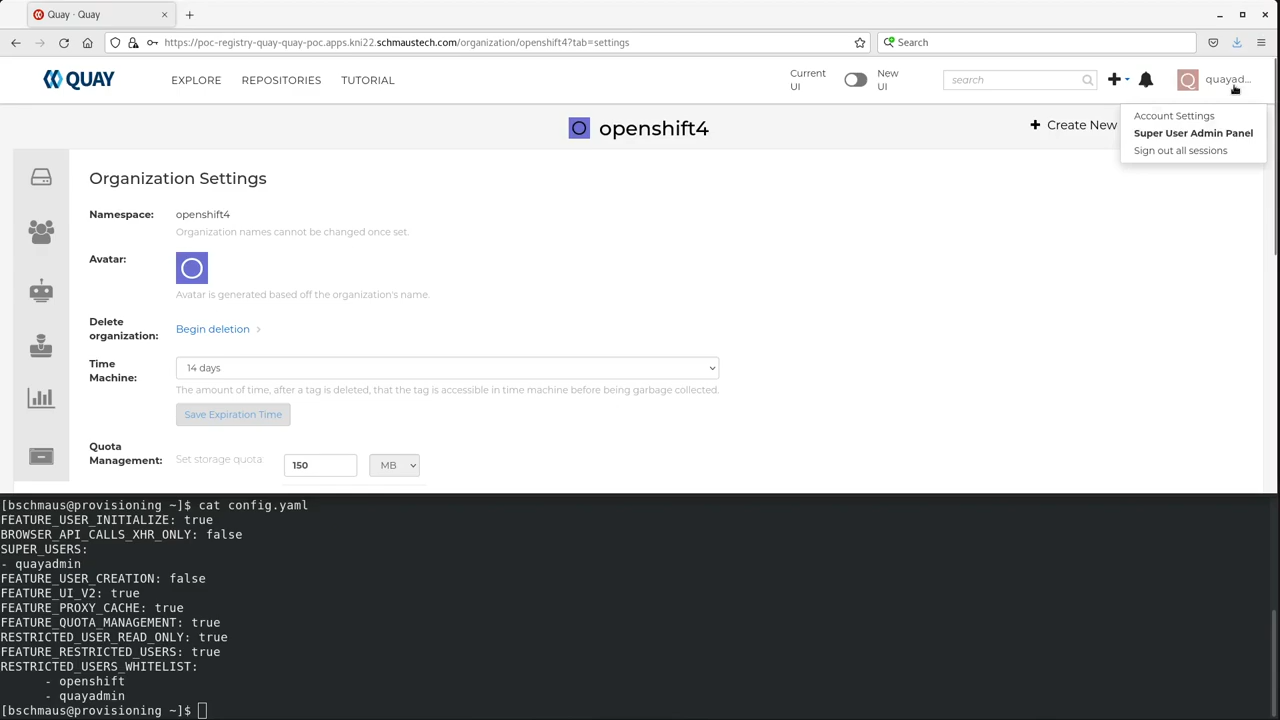 Quay · Quay
https://poc-registry-quay-quay-poc.apps.kni22.schmaustech.com/organization/openshift4?tab=settings
Search
QUAY
EXPLORE
REPOSITORIES
TUTORIAL
Current UI
New UI
search
quayad...
openshift4
Create New
Account Settings
Super User Admin Panel
Sign out all sessions
Organization Settings
Namespace:
openshift4
Organization names cannot be changed once set.
Avatar:
Avatar is generated based off the organization's name.
Delete organization:
Begin deletion
Time Machine:
14 days
The amount of time, after a tag is deleted, that the tag is accessible in time machine before being garbage collected.
Save Expiration Time
Quota Management:
Set storage quota:
150
MB
[bschmaus@provisioning ~]$ cat config.yaml
FEATURE_USER_INITIALIZE: true
BROWSER_API_CALLS_XHR_ONLY: false
SUPER_USERS:
- quayadmin
FEATURE_USER_CREATION: false
FEATURE_UI_V2: true
FEATURE_PROXY_CACHE: true
FEATURE_QUOTA_MANAGEMENT: true
RESTRICTED_USER_READ_ONLY: true
FEATURE_RESTRICTED_USERS: true
RESTRICTED_USERS_WHITELIST:
- openshift
- quayadmin
[bschmaus@provisioning ~]$